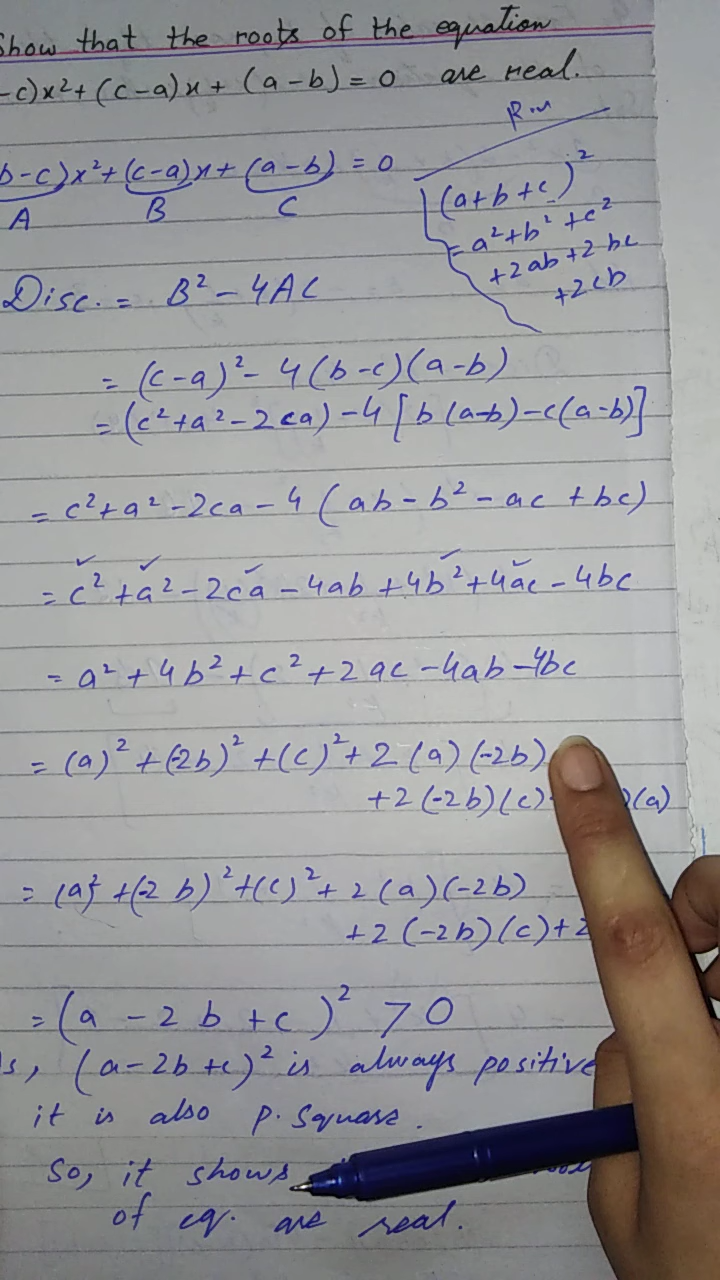 Show that the roots of the equation
-c)x²+(c-a)x+(a-b)=0 are real.
R...
b-c)x²+(c-a)x+(a-b)=0
A B C
(a+b+c)²
=a²+b²+c²
+2ab+2bc
+2cb
Disc. = B²-4AC
= (c-a)²-4(b-c)(a-b)
= (c²+a²-2ca)-4[b(a-b)-c(a-b)]
= c²+a²-2ca-4(ab-b²-ac+bc)
= c²+a²-2ca-4ab+4b²+4ac-4bc
= a²+4b²+c²+2ac-4ab-4bc
= (a)²+(-2b)²+(c)²+2(a)(-2b)
+2(-2b)(c) )(a)
= (a)²+(-2b)²+(c)²+2(a)(-2b)
+2(-2b)(c)+2
= (a-2b+c)²>0
s, (a-2b+c)² is always positive
it is also p. square.
So, it shows
of eq. are real.